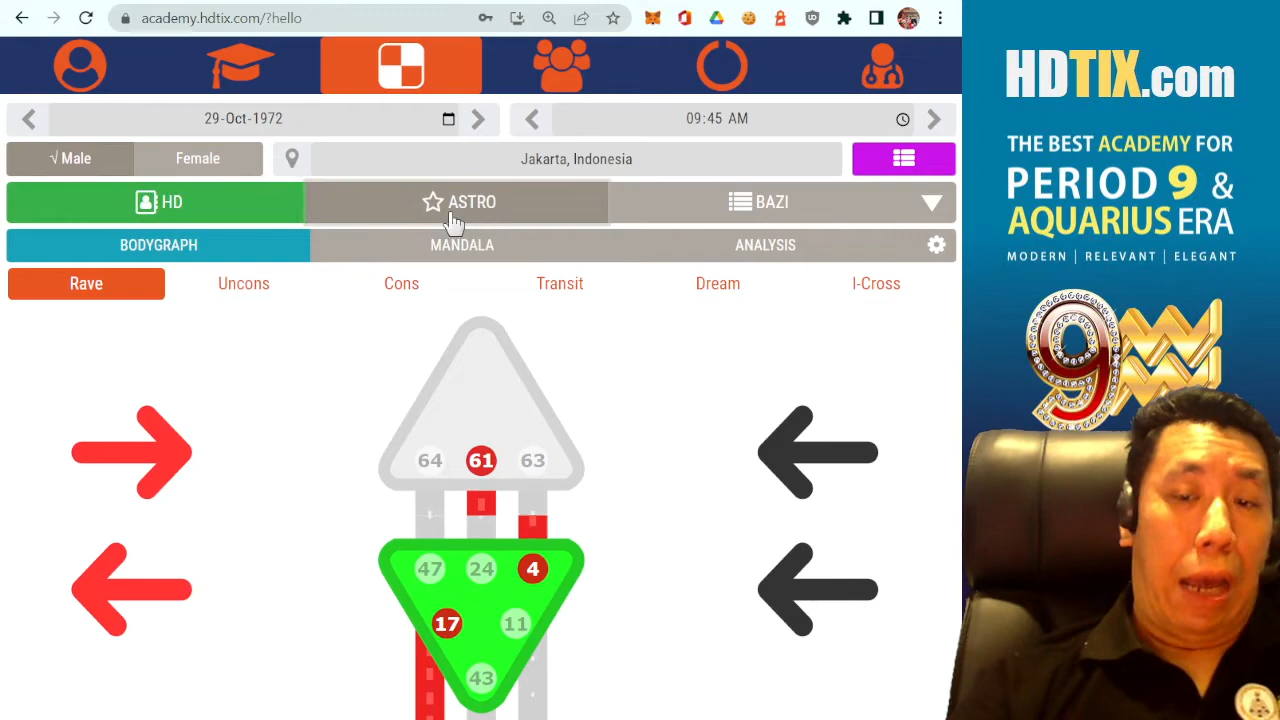 academy.hdtix.com/?hello
29-Oct-1972
09:45 AM
√ Male
Female
Jakarta, Indonesia
HD
ASTRO
BAZI
BODYGRAPH
MANDALA
ANALYSIS
Rave
Uncons
Cons
Transit
Dream
I-Cross
64
61
63
47
24
4
17
11
43
HDTIX.com
THE BEST ACADEMY FOR
PERIOD 9 &
AQUARIUS ERA
MODERN | RELEVANT | ELEGANT
9